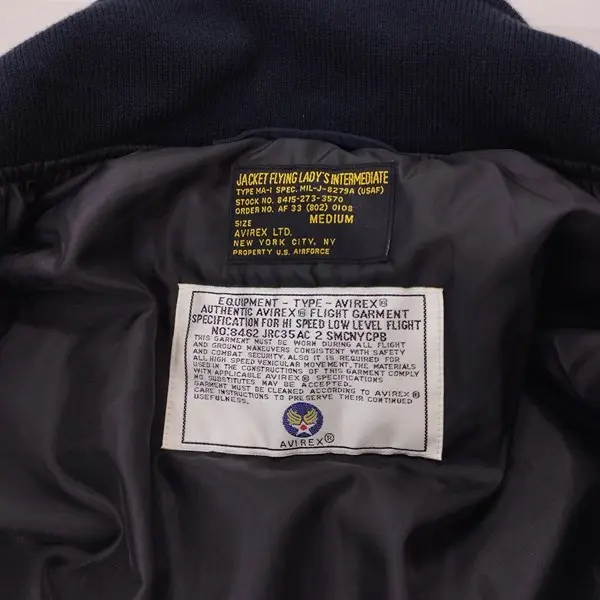 JACKET FLYING LADY'S INTERMEDIATE
TYPE MA-1 SPEC. MIL-J-8279A (USAF)
STOCK NO. 8415-273-3570
ORDER NO. AF 33 (802) 0108
SIZE MEDIUM
AVIREX LTD.
NEW YORK CITY, NY
PROPERTY U.S. AIRFORCE
EQUIPMENT - TYPE - AVIREX®
AUTHENTIC AVIREX® FLIGHT GARMENT
SPECIFICATION FOR HI SPEED LOW LEVEL FLIGHT
NO:8462 JRC35AC 2 SMCNYCPB
THIS GARMENT MUST BE WORN DURING ALL FLIGHT
AND GROUND MANEUVERS CONSISTENT WITH SAFETY
AND COMBAT SECURITY. ALSO IT IS REQUIRED FOR
ALL HIGH SPEED VENICULAR MOVEMENT. THE MATERIALS
USED IN THE CONSTRUCTIONS OF THIS GARMENT COMPLY
WITH APPLICABLE AVIREX® SPECIFICATIONS
NO SUBSTITUTES MAY BE ACCEPTED.
GARMENT MUST BE CLEANED ACCORDING TO AVIREX®
CARE INSTRUCTIONS TO PRESERVE THEIR CONTINUED
USEFULNESS.
AVIREX®